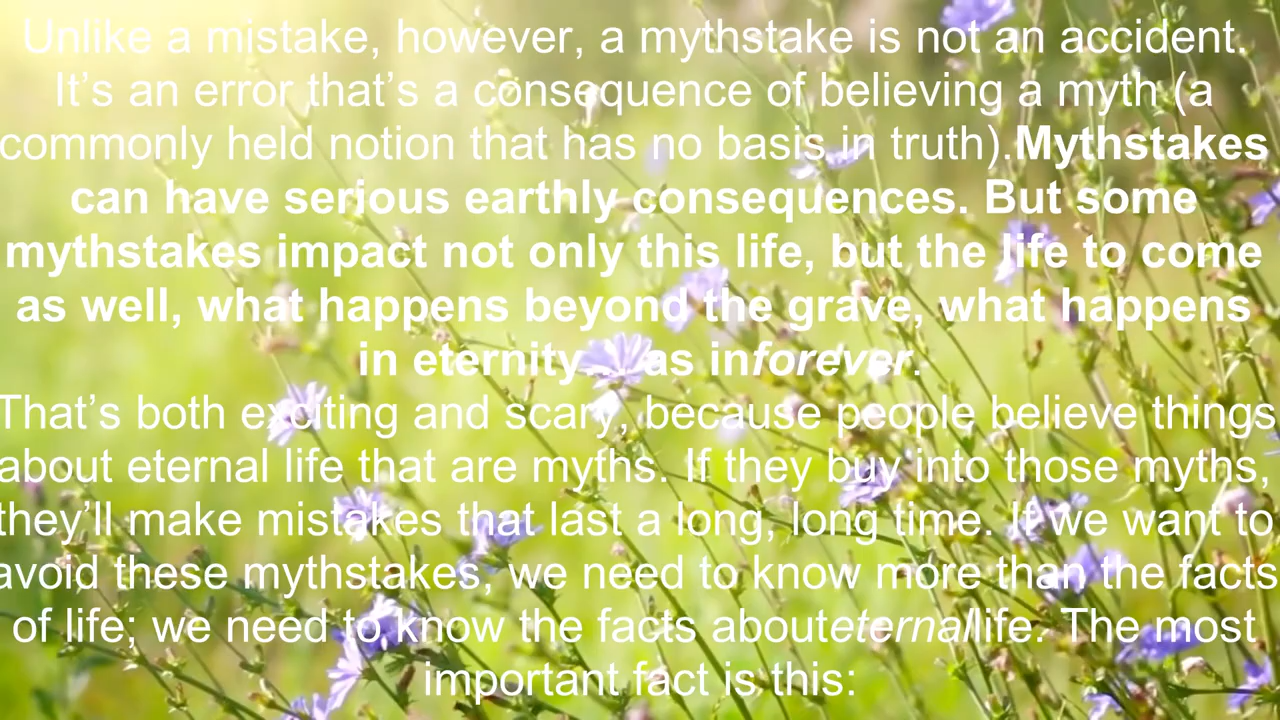 Unlike a mistake, however, a mythstake is not an accident.
It’s an error that’s a consequence of believing a myth (a
commonly held notion that has no basis in truth).Mythstakes
can have serious earthly consequences. But some
mythstakes impact not only this life, but the life to come
as well, what happens beyond the grave, what happens
in eternity… as inforever.
That’s both exciting and scary, because people believe things
about eternal life that are myths. If they buy into those myths,
they’ll make mistakes that last a long, long time. If we want to
avoid these mythstakes, we need to know more than the facts
of life; we need to know the facts abouteternallife. The most
important fact is this: